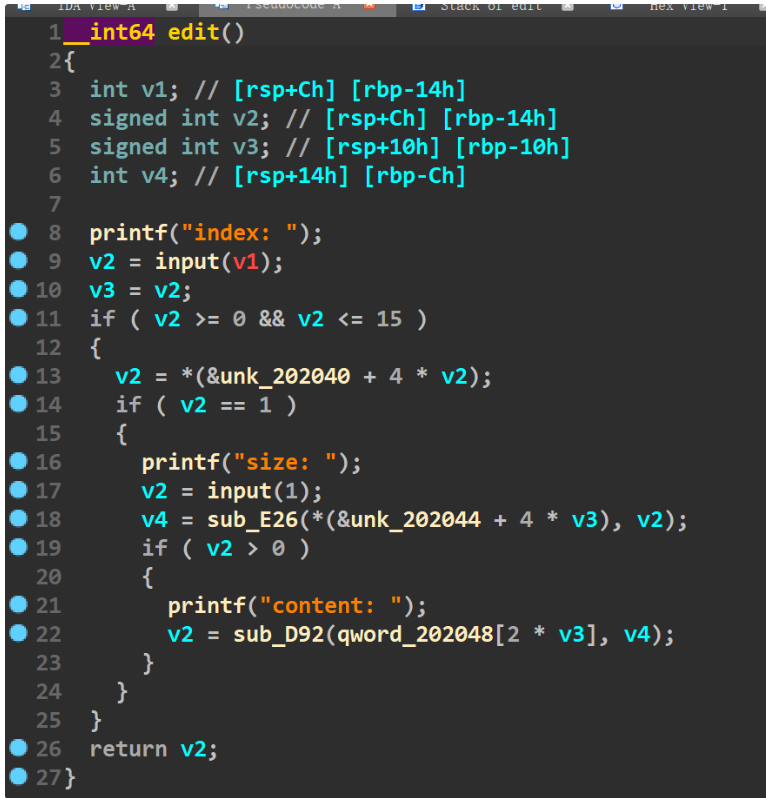 IDA View-A Pseudocode A Stack of edit Hex View-1
1 __int64 edit()
2 {
3 int v1; // [rsp+Ch] [rbp-14h]
4 signed int v2; // [rsp+Ch] [rbp-14h]
5 signed int v3; // [rsp+10h] [rbp-10h]
6 int v4; // [rsp+14h] [rbp-Ch]
7
8 printf("index: ");
9 v2 = input(v1);
10 v3 = v2;
11 if ( v2 >= 0 && v2 <= 15 )
12 {
13 v2 = *(&unk_202040 + 4 * v2);
14 if ( v2 == 1 )
15 {
16 printf("size: ");
17 v2 = input(1);
18 v4 = sub_E26(*(&unk_202044 + 4 * v3), v2);
19 if ( v2 > 0 )
20 {
21 printf("content: ");
22 v2 = sub_D92(qword_202048[2 * v3], v4);
23 }
24 }
25 }
26 return v2;
27 }